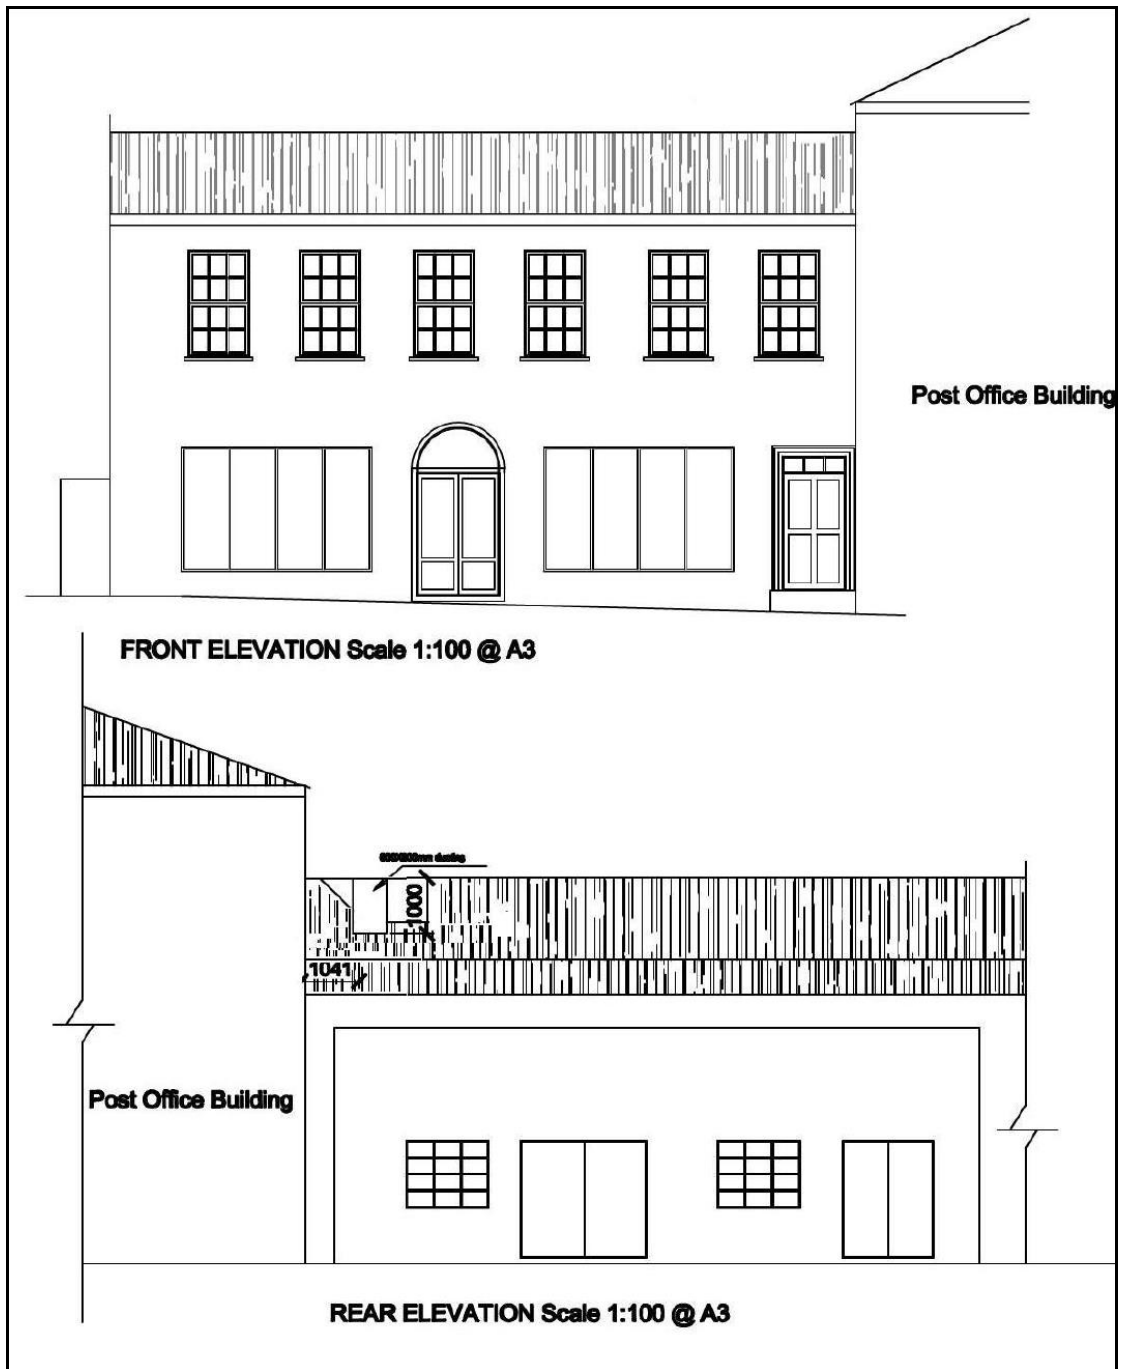 Post Office Building
FRONT ELEVATION Scale 1:100 @ A3
ducting
1000
1041
Post Office Building
REAR ELEVATION Scale 1:100 @ A3